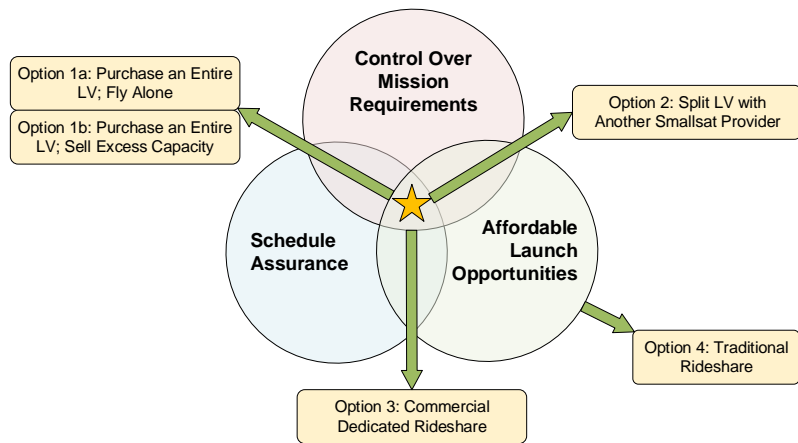 Control Over
Mission
Requirements
Option 1a: Purchase an Entire
LV; Fly Alone
Option 1b: Purchase an Entire
LV; Sell Excess Capacity
Option 2: Split LV with
Another Smallsat Provider
Schedule
Assurance
Affordable
Launch
Opportunities
Option 4: Traditional
Rideshare
Option 3: Commercial
Dedicated Rideshare